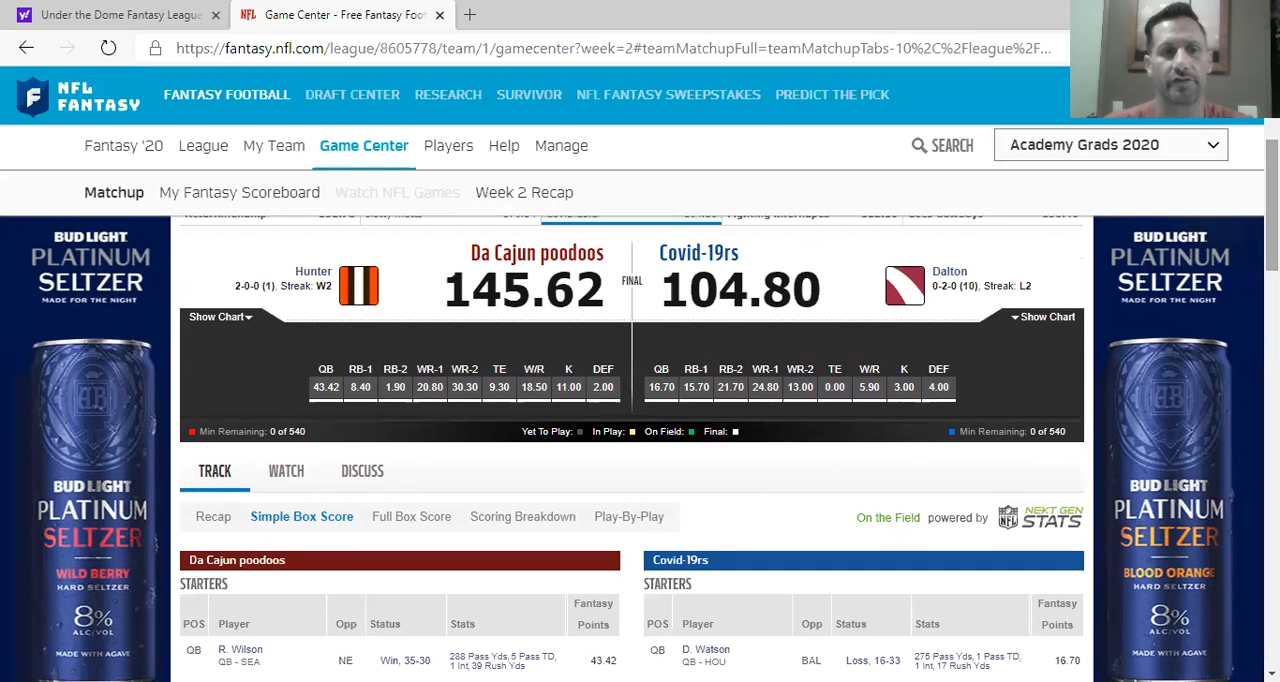 Under the Dome Fantasy League
Game Center - Free Fantasy Foot
https://fantasy.nfl.com/league/8605778/team/1/gamecenter?week=2#teamMatchupFull=teamMatchupTabs-10%2C%2Fleague%2F...
NFL FANTASY
FANTASY FOOTBALL DRAFT CENTER RESEARCH SURVIVOR NFL FANTASY SWEEPSTAKES PREDICT THE PICK
Fantasy '20 League My Team Game Center Players Help Manage SEARCH Academy Grads 2020
Matchup My Fantasy Scoreboard Watch NFL Games Week 2 Recap
Da Cajun poodoos Covid-19rs
Hunter 145.62 FINAL 104.80 Dalton
2-0-0 (1), Streak: W2 0-2-0 (10), Streak: L2
Show Chart Show Chart
QB RB-1 RB-2 WR-1 WR-2 TE W/R K DEF QB RB-1 RB-2 WR-1 WR-2 TE W/R K DEF
43.42 8.40 1.90 20.80 30.30 9.30 18.50 11.00 2.00 16.70 15.70 21.70 24.80 13.00 0.00 5.90 3.00 4.00
Min Remaining: 0 of 540 Yet To Play: In Play: On Field: Final: Min Remaining: 0 of 540
TRACK WATCH DISCUSS
Recap Simple Box Score Full Box Score Scoring Breakdown Play-By-Play On the Field powered by NFL NEXT GEN STATS
Da Cajun poodoos Covid-19rs
STARTERS STARTERS
POS Player Opp Status Stats Fantasy Points POS Player Opp Status Stats Fantasy Points
QB R. Wilson QB - SEA NE Win, 35-30 288 Pass Yds, 5 Pass TD, 1 Int, 39 Rush Yds 43.42
QB D. Watson QB - HOU BAL Loss, 16-33 275 Pass Yds, 1 Pass TD, 1 Int, 17 Rush Yds 16.70
BUD LIGHT
PLATINUM
SELTZER
MADE FOR THE NIGHT
BUD LIGHT
PLATINUM
SELTZER
WILD BERRY
HARD SELTZER
8%
ALC/VOL
MADE WITH AGAVE
BUD LIGHT
PLATINUM
SELTZER
MADE FOR THE NIGHT
BUD LIGHT
PLATINUM
SELTZER
BLOOD ORANGE
HARD SELTZER
8%
ALC/VOL
MADE WITH AGAVE